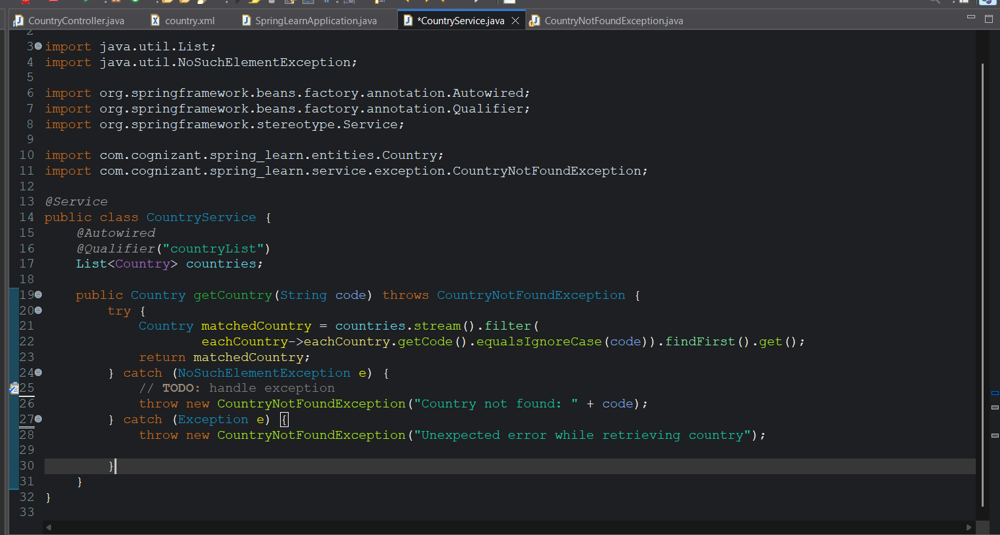 CountryController.java country.xml SpringLearnApplication.java *CountryService.java CountryNotFoundException.java
2
3 import java.util.List;
4 import java.util.NoSuchElementException;
5
6 import org.springframework.beans.factory.annotation.Autowired;
7 import org.springframework.beans.factory.annotation.Qualifier;
8 import org.springframework.stereotype.Service;
9
10 import com.cognizant.spring_learn.entities.Country;
11 import com.cognizant.spring_learn.service.exception.CountryNotFoundException;
12
13 @Service
14 public class CountryService {
15     @Autowired
16     @Qualifier("countryList")
17     List<Country> countries;
18
19     public Country getCountry(String code) throws CountryNotFoundException {
20         try {
21             Country matchedCountry = countries.stream().filter(
22                     eachCountry->eachCountry.getCode().equalsIgnoreCase(code)).findFirst().get();
23             return matchedCountry;
24         } catch (NoSuchElementException e) {
25             // TODO: handle exception
26             throw new CountryNotFoundException("Country not found: " + code);
27         } catch (Exception e) {
28             throw new CountryNotFoundException("Unexpected error while retrieving country");
29
30         }
31     }
32 }
33